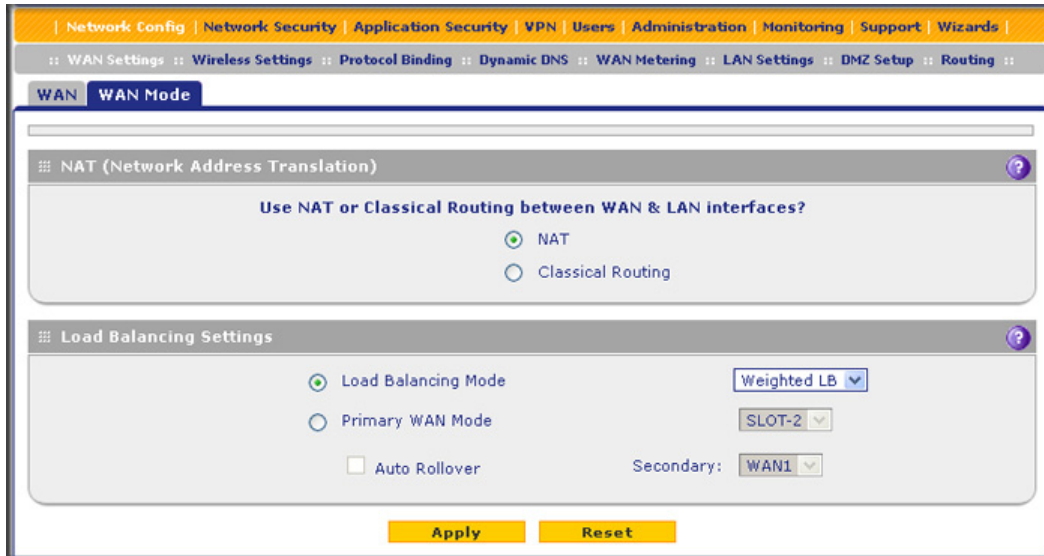 | Network Config | Network Security | Application Security | VPN | Users | Administration | Monitoring | Support | Wizards |
:: WAN Settings :: Wireless Settings :: Protocol Binding :: Dynamic DNS :: WAN Metering :: LAN Settings :: DMZ Setup :: Routing ::
WAN WAN Mode
NAT (Network Address Translation) ?
Use NAT or Classical Routing between WAN & LAN interfaces?
NAT
Classical Routing
Load Balancing Settings ?
Load Balancing Mode Weighted LB
Primary WAN Mode SLOT-2
Auto Rollover Secondary: WAN1
Apply Reset